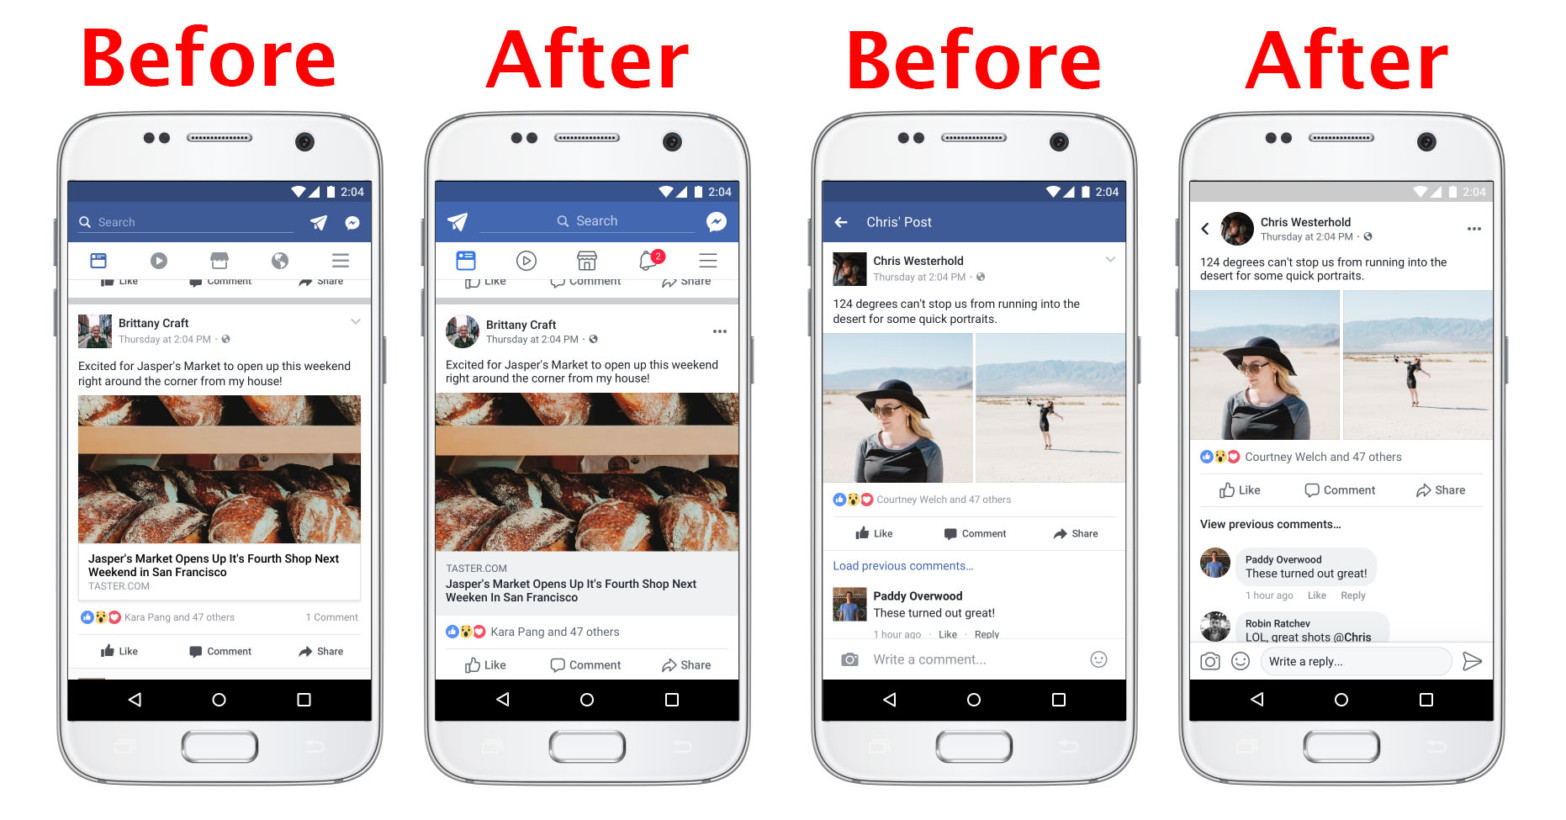 Before
After
Before
After
2:04
Search
Like Comment Share
Brittany Craft
Thursday at 2:04 PM ·
Excited for Jasper's Market to open up this weekend
right around the corner from my house!
Jasper's Market Opens Up It's Fourth Shop Next
Weekend in San Francisco
TASTER.COM
Kara Pang and 47 others 1 Comment
Like Comment Share
2:04
Search
2
Like Comment Share
Brittany Craft
Thursday at 2:04 PM ·
Excited for Jasper's Market to open up this weekend
right around the corner from my house!
TASTER.COM
Jasper's Market Opens Up It's Fourth Shop Next
Weeken In San Francisco
Kara Pang and 47 others
Like Comment Share
2:04
Chris' Post
Chris Westerhold
Thursday at 2:04 PM ·
124 degrees can't stop us from running into the
desert for some quick portraits.
Courtney Welch and 47 others
Like Comment Share
Load previous comments...
Paddy Overwood
These turned out great!
1 hour ago · Like · Reply
Write a comment...
2:04
Chris Westerhold
Thursday at 2:04 PM ·
124 degrees can't stop us from running into the
desert for some quick portraits.
Courtney Welch and 47 others
Like Comment Share
View previous comments...
Paddy Overwood
These turned out great!
1 hour ago Like Reply
Robin Ratchev
LOL, great shots @Chris
Write a reply...